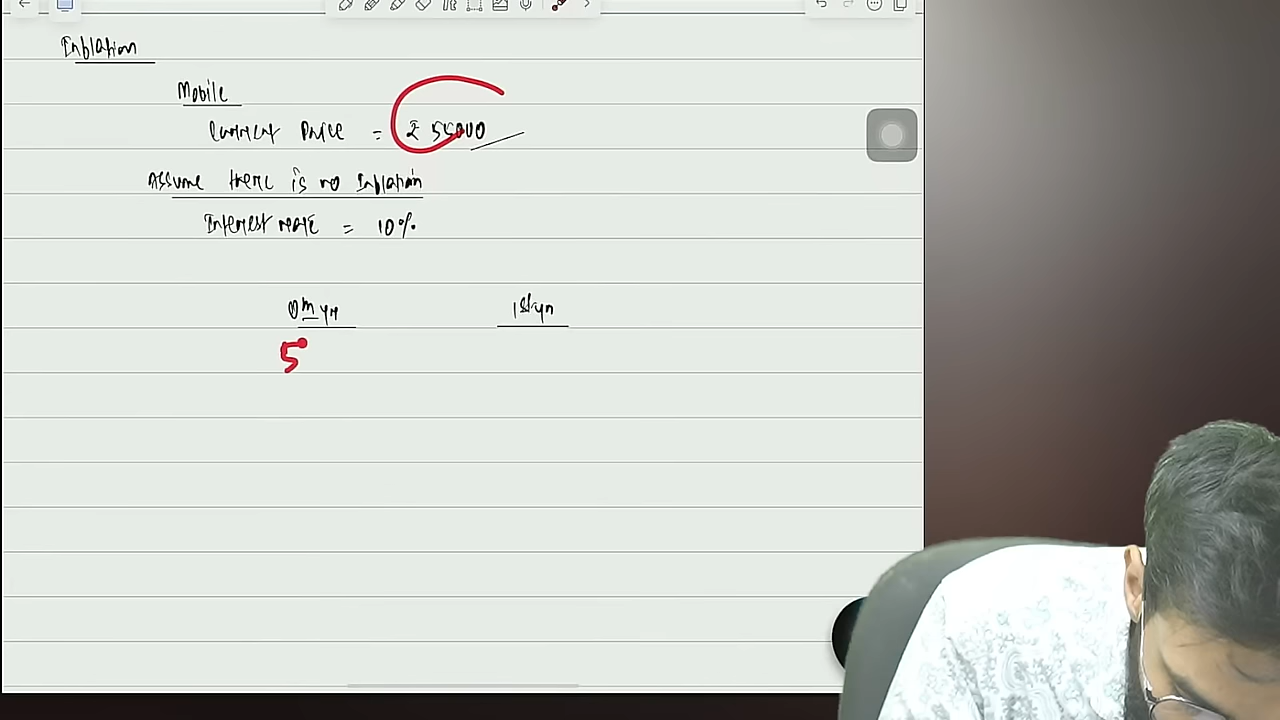 Inflation
Mobile
Current Price = ₹ 55000
Assume there is no Inflation
Interest rate = 10%
0th yr 1st yr
5